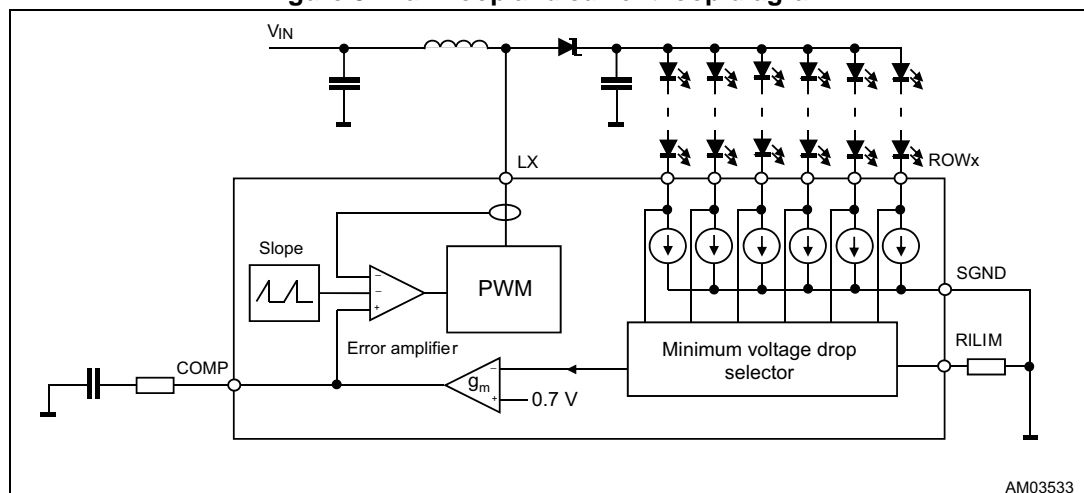 VIN
LX
ROWx
Slope
PWM
SGND
RILIM
Error amplifier
Minimum voltage drop
selector
COMP
gm
0.7 V
AM03533